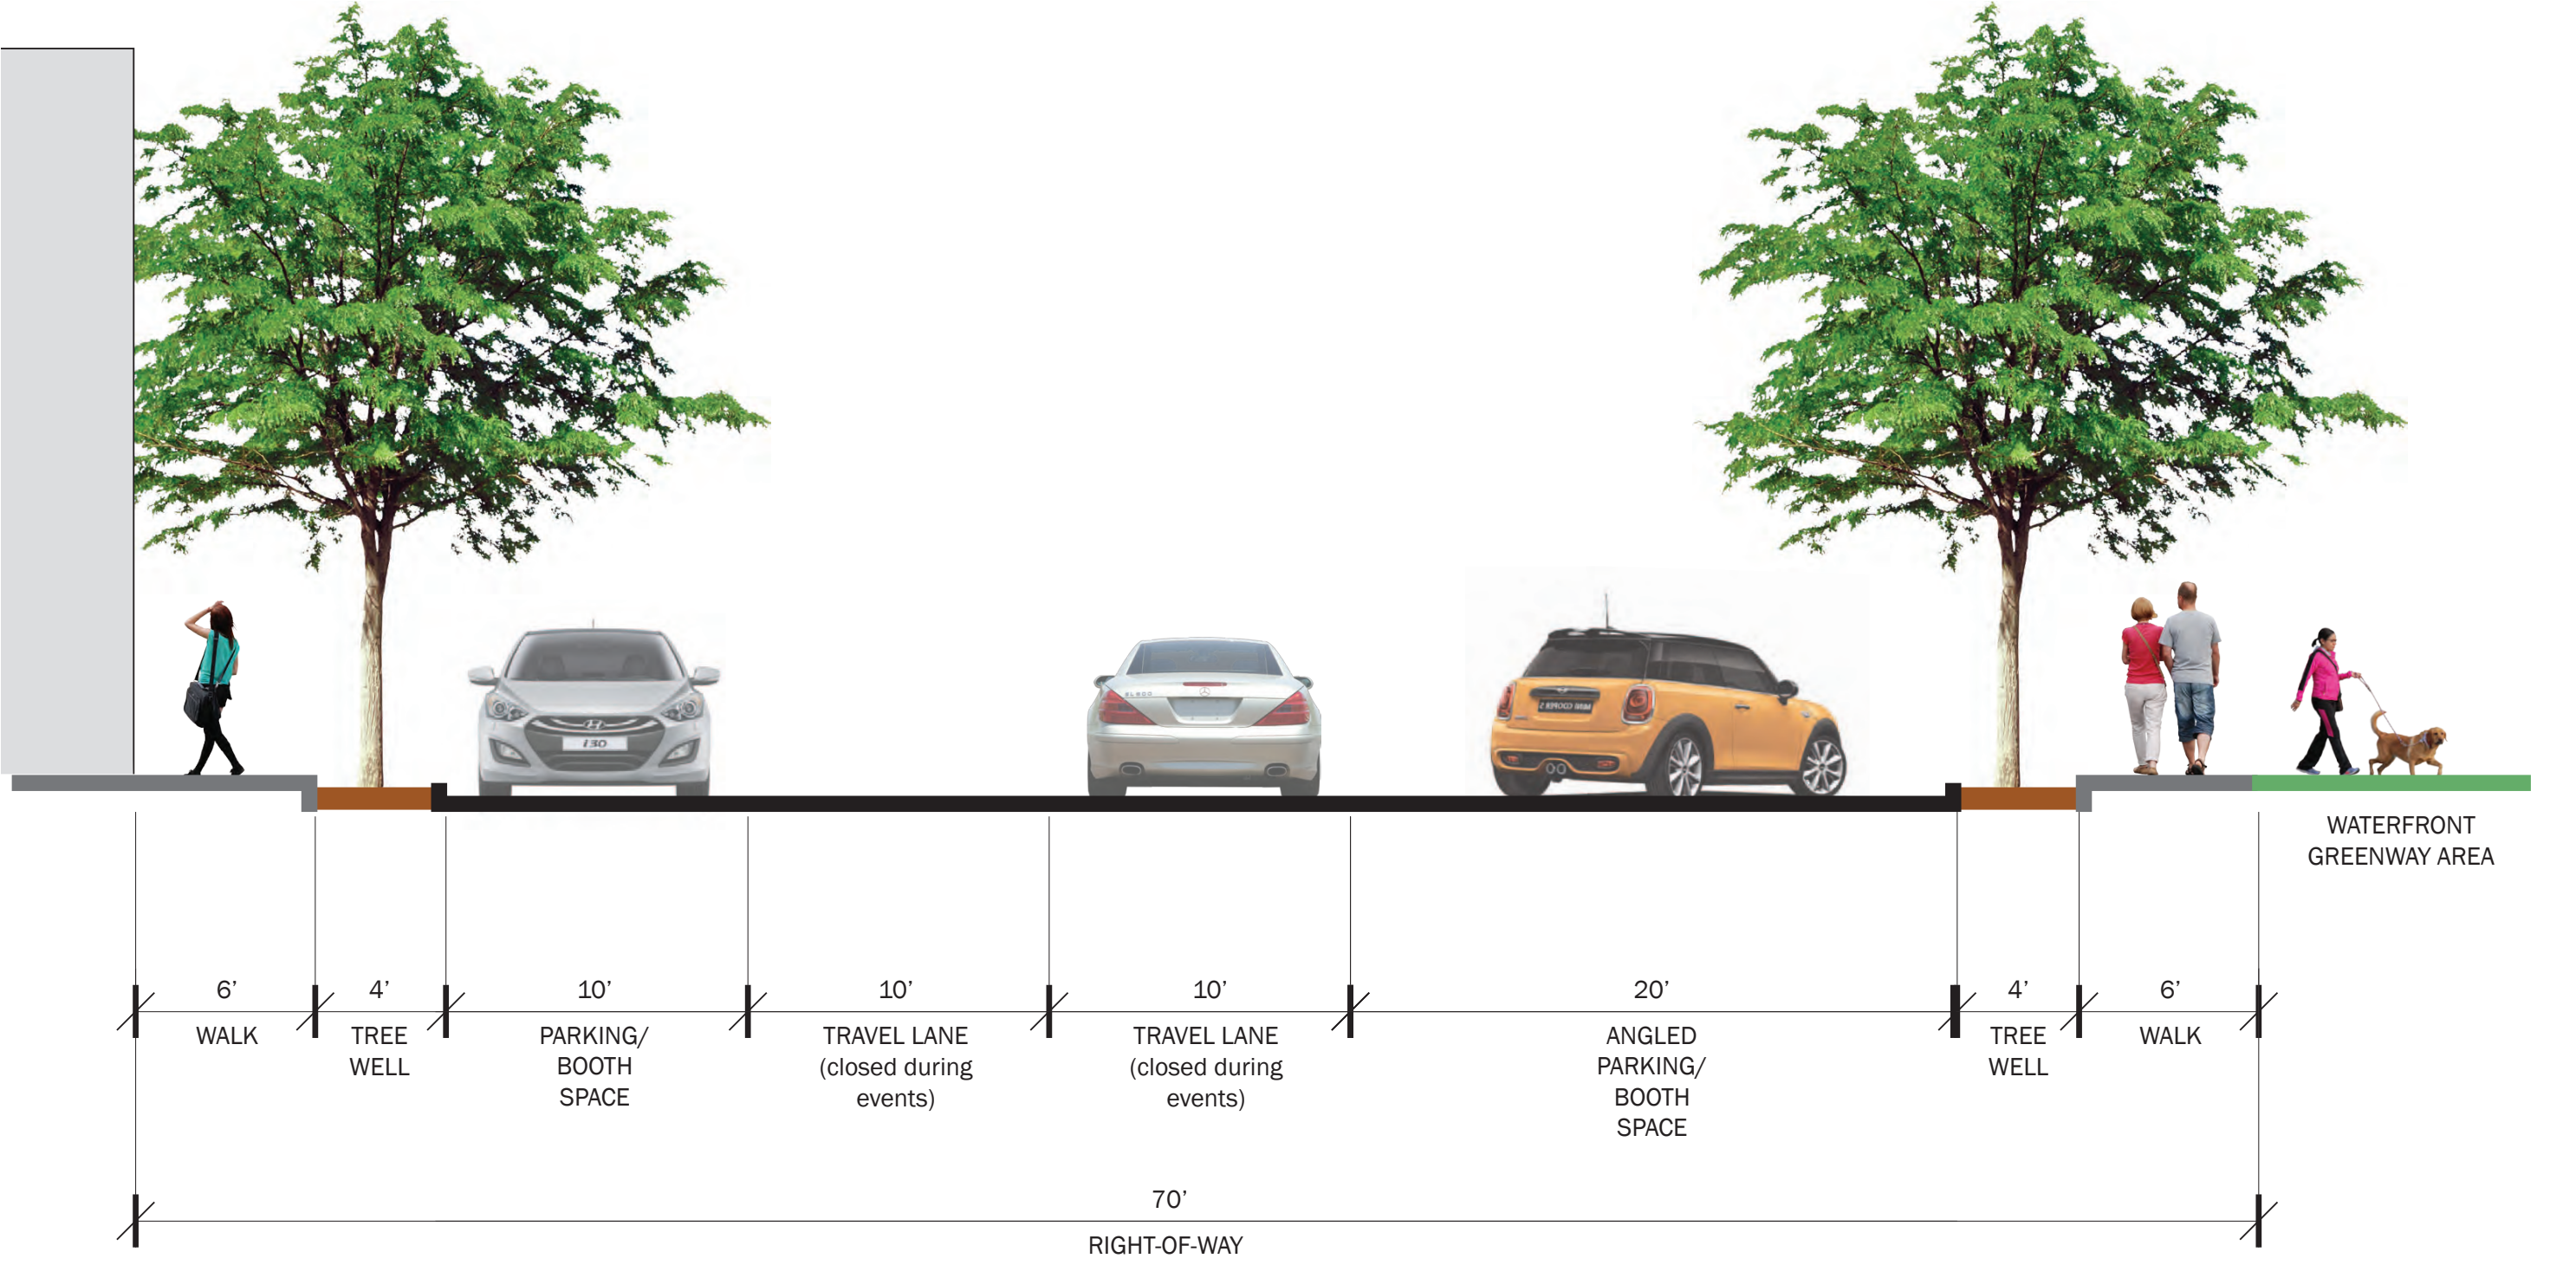 WATERFRONT
GREENWAY AREA
6’
4’
10’
10’
10’
20’
4’
6’
WALK
TREE
WELL
PARKING/
BOOTH
SPACE
TRAVEL LANE
(closed during
events)
TRAVEL LANE
(closed during
events)
ANGLED
PARKING/
BOOTH
SPACE
TREE
WELL
WALK
70’
RIGHT-OF-WAY
i30